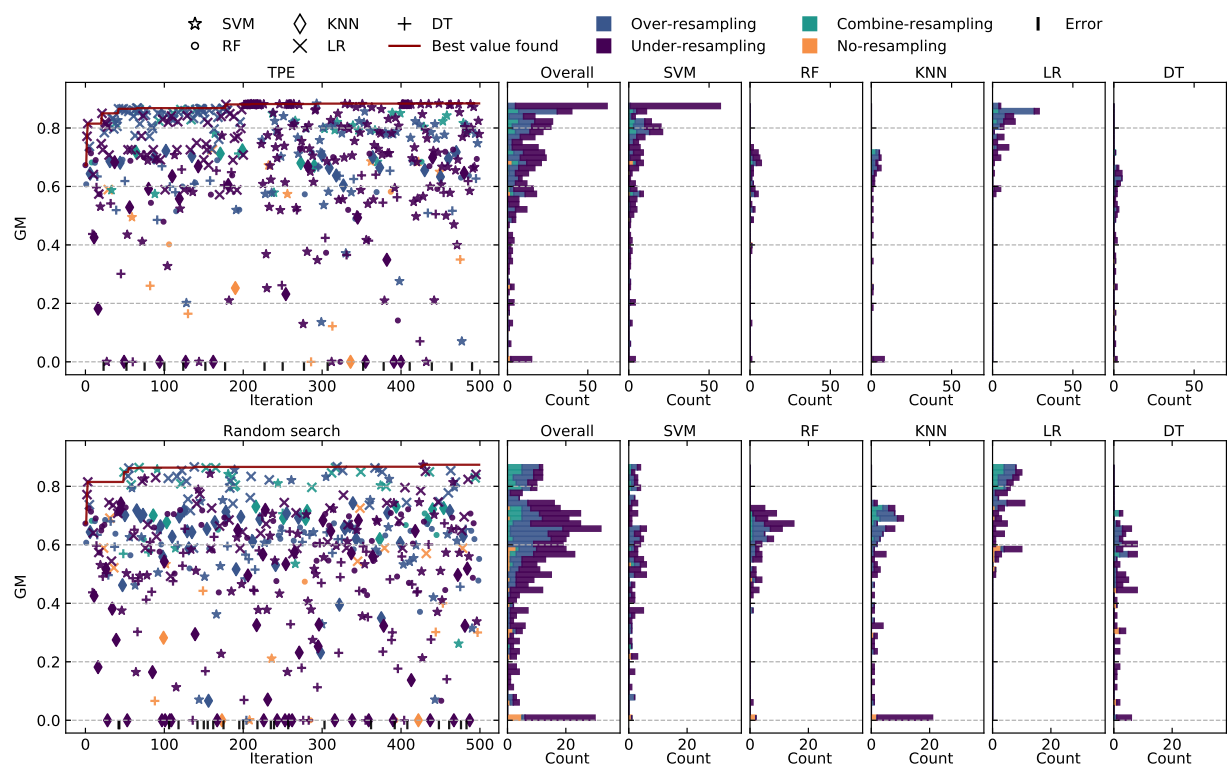 SVM KNN DT Over-resampling Combine-resampling Error
RF LR Best value found Under-resampling No-resampling
TPE Overall SVM RF KNN LR DT
GM
0.8
0.6
0.4
0.2
0.0
0 100 200 300 400 500 0 50 0 50 0 50 0 50 0 50 0 50
Iteration Count Count Count Count Count Count
Random search Overall SVM RF KNN LR DT
GM
0.8
0.6
0.4
0.2
0.0
0 100 200 300 400 500 0 20 0 20 0 20 0 20 0 20 0 20
Iteration Count Count Count Count Count Count